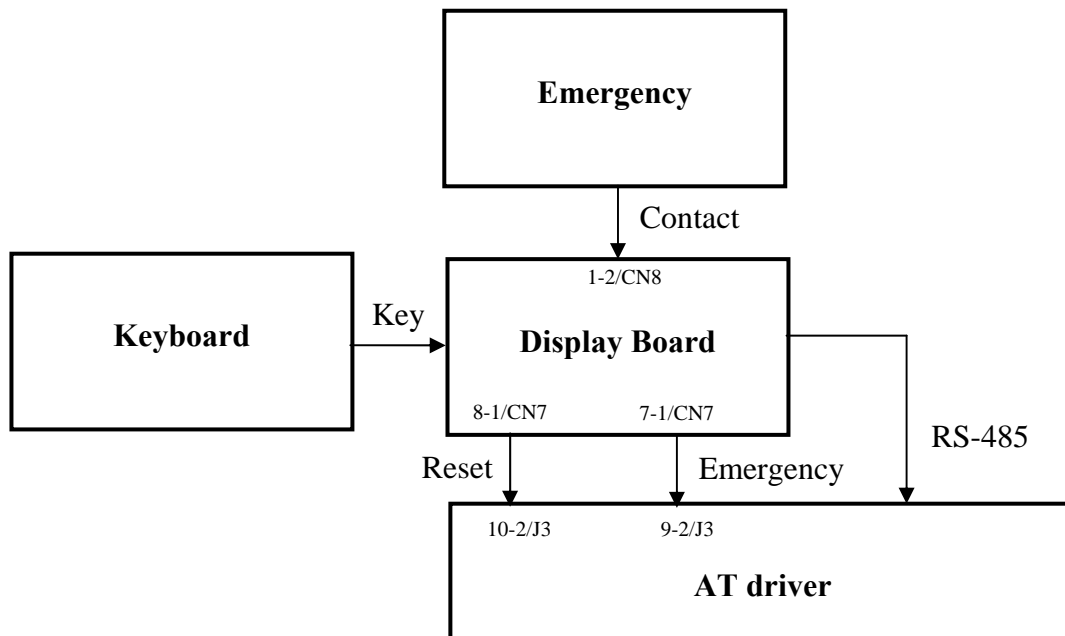 Emergency
Contact
1-2/CN8
Keyboard
Key
Display Board
8-1/CN7
7-1/CN7
RS-485
Reset
Emergency
10-2/J3
9-2/J3
AT driver